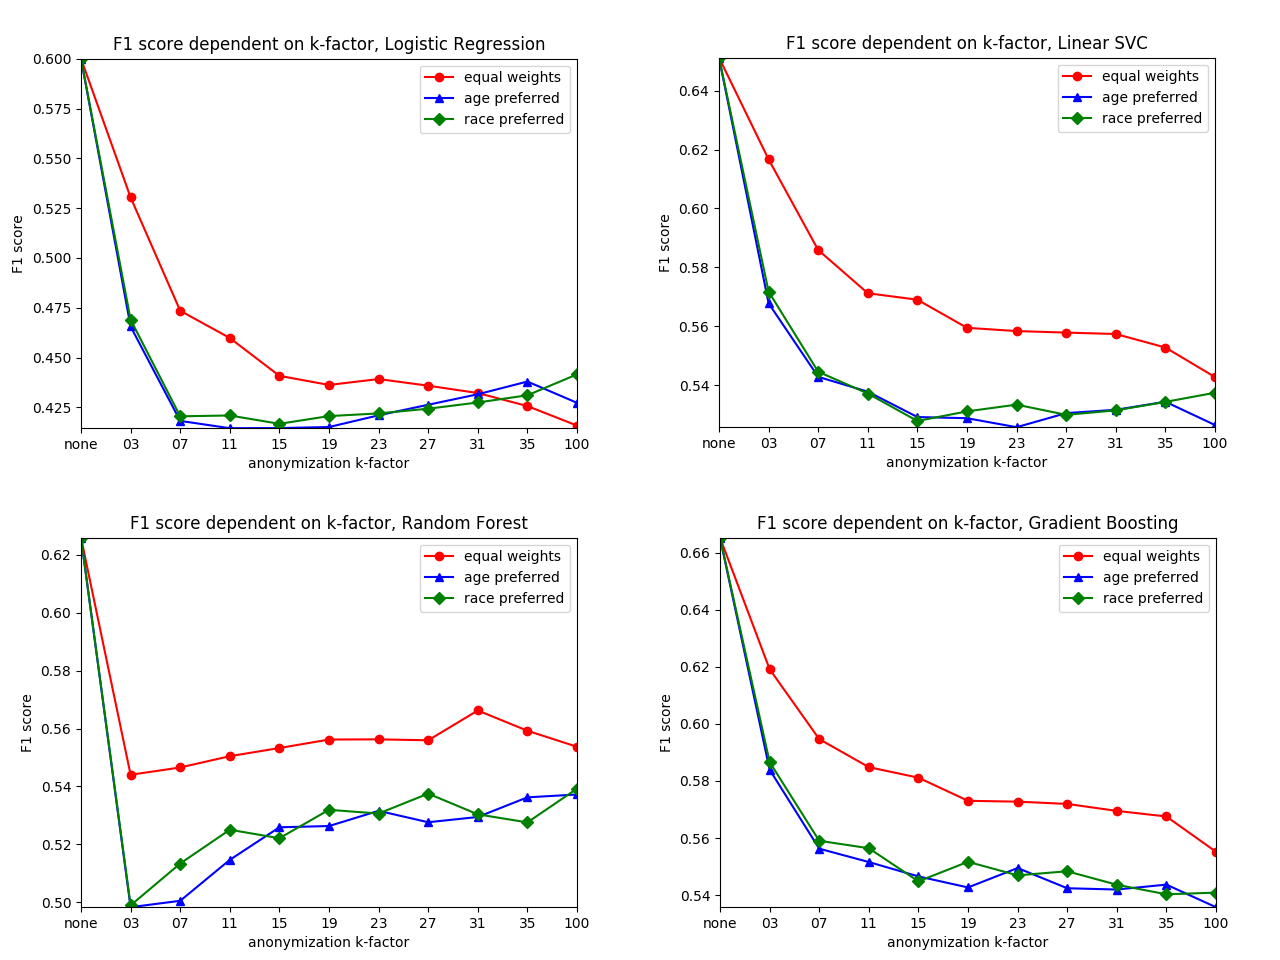 F1 score dependent on k-factor, Logistic Regression
0.600
0.575
0.550
0.525
0.500
0.475
0.450
0.425
F1 score
equal weights
age preferred
race preferred
none 03 07 11 15 19 23 27 31 35 100
anonymization k-factor
F1 score dependent on k-factor, Linear SVC
0.64
0.62
0.60
0.58
0.56
0.54
F1 score
equal weights
age preferred
race preferred
none 03 07 11 15 19 23 27 31 35 100
anonymization k-factor
F1 score dependent on k-factor, Random Forest
0.62
0.60
0.58
0.56
0.54
0.52
0.50
F1 score
equal weights
age preferred
race preferred
none 03 07 11 15 19 23 27 31 35 100
anonymization k-factor
F1 score dependent on k-factor, Gradient Boosting
0.66
0.64
0.62
0.60
0.58
0.56
0.54
F1 score
equal weights
age preferred
race preferred
none 03 07 11 15 19 23 27 31 35 100
anonymization k-factor